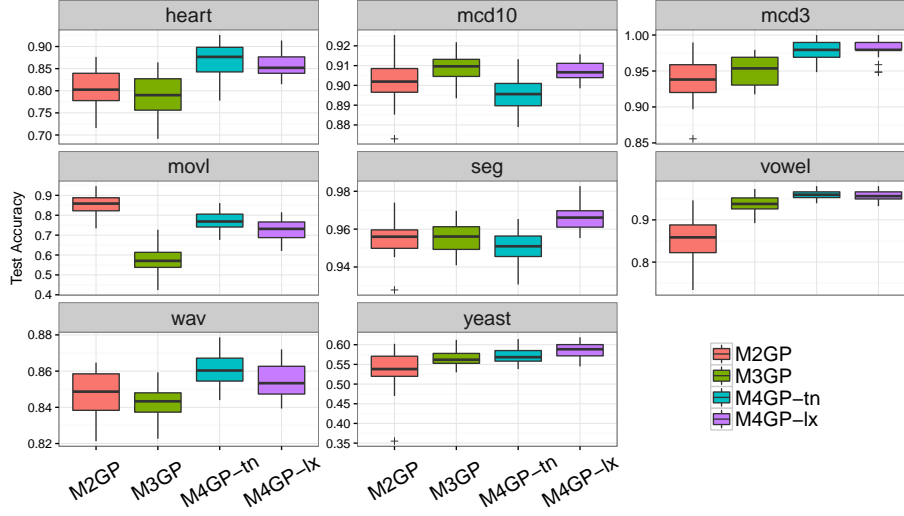 heart
mcd10
mcd3
0.90
0.85
0.80
0.75
0.70
0.92
0.90
0.88
1.00
0.95
0.90
0.85
movl
seg
vowel
0.9
0.8
0.7
0.6
0.5
0.4
0.98
0.96
0.94
0.9
0.8
Test Accuracy
wav
yeast
0.88
0.86
0.84
0.82
0.60
0.55
0.50
0.45
0.40
0.35
M2GP
M3GP
M4GP-tn
M4GP-lx
M2GP
M3GP
M4GP-tn
M4GP-lx
M2GP
M3GP
M4GP-tn
M4GP-lx